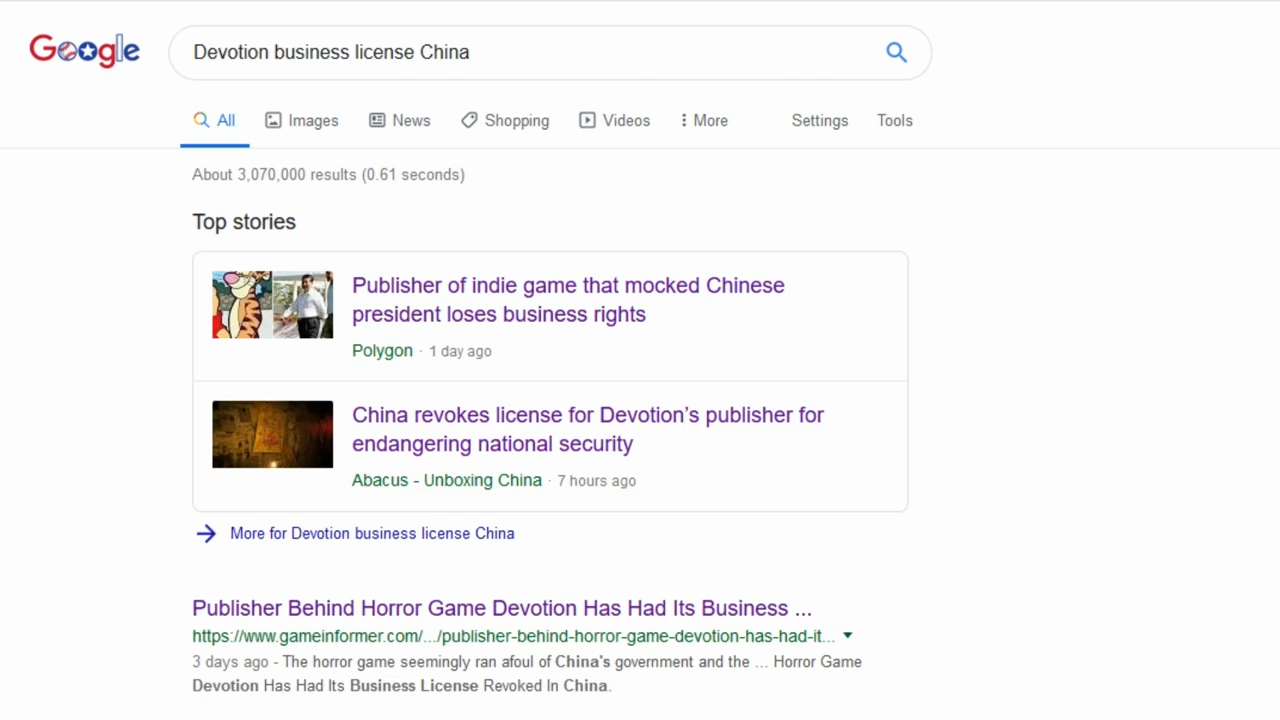 Google
Devotion business license China
All Images News Shopping Videos More Settings Tools
About 3,070,000 results (0.61 seconds)
Top stories
Publisher of indie game that mocked Chinese
president loses business rights
Polygon · 1 day ago
China revokes license for Devotion's publisher for
endangering national security
Abacus - Unboxing China · 7 hours ago
More for Devotion business license China
Publisher Behind Horror Game Devotion Has Had Its Business ...
https://www.gameinformer.com/.../publisher-behind-horror-game-devotion-has-had-it...
3 days ago - The horror game seemingly ran afoul of China's government and the ... Horror Game
Devotion Has Had Its Business License Revoked In China.